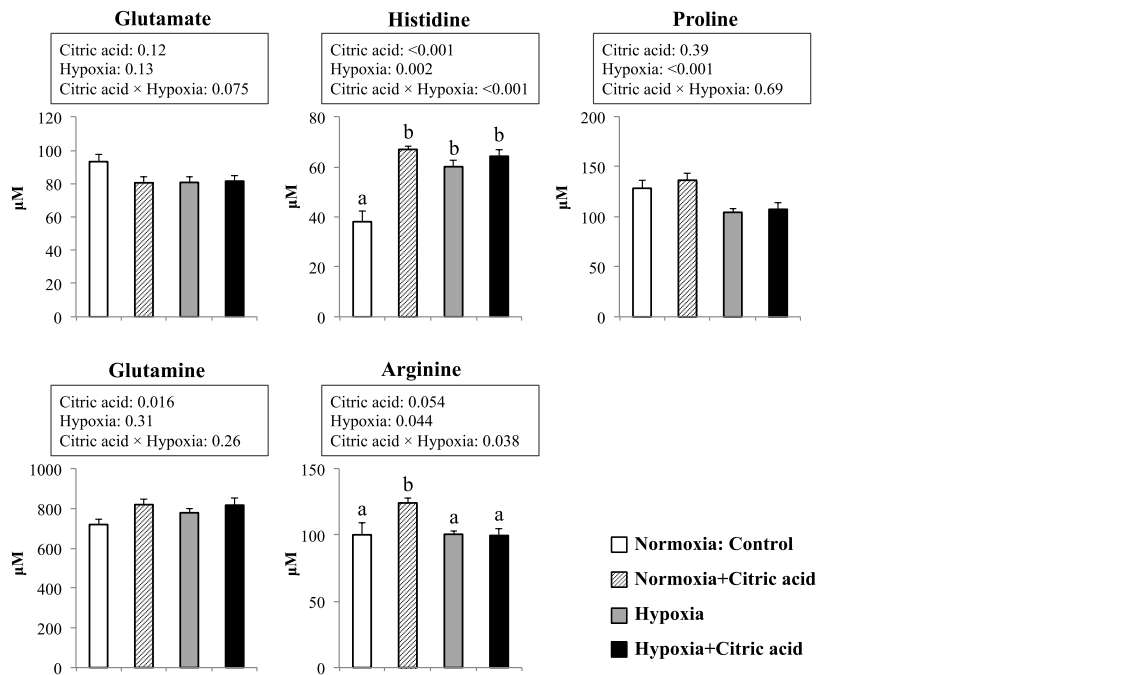 Glutamate
Citric acid: 0.12
Hypoxia: 0.13
Citric acid × Hypoxia: 0.075
120
100
80
60
40
20
0
µM
Histidine
Citric acid: <0.001
Hypoxia: 0.002
Citric acid × Hypoxia: <0.001
80
60
40
20
0
µM
a
b
b
b
Proline
Citric acid: 0.39
Hypoxia: <0.001
Citric acid × Hypoxia: 0.69
200
150
100
50
0
µM
Glutamine
Citric acid: 0.016
Hypoxia: 0.31
Citric acid × Hypoxia: 0.26
1000
800
600
400
200
0
µM
Arginine
Citric acid: 0.054
Hypoxia: 0.044
Citric acid × Hypoxia: 0.038
150
100
50
0
µM
a
b
a
a
Normoxia: Control
Normoxia+Citric acid
Hypoxia
Hypoxia+Citric acid